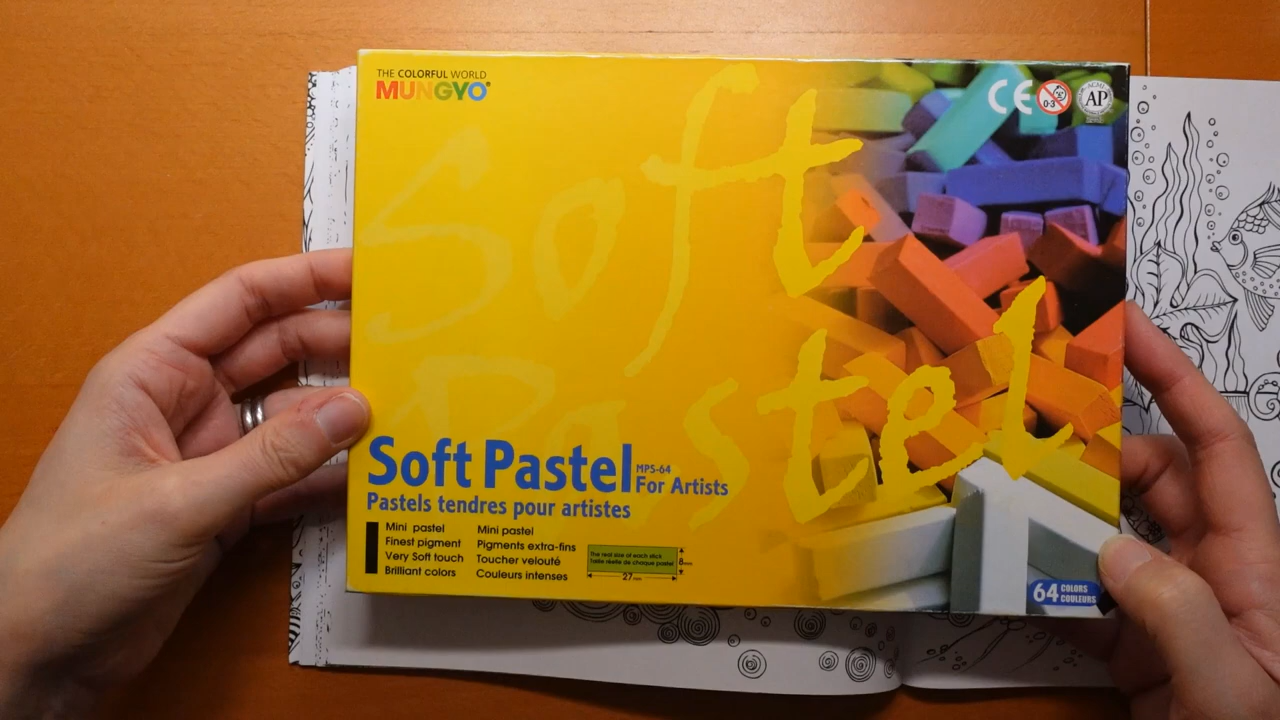 THE COLORFUL WORLD
MUNGYO
CE
0-3
ACMI
AP
Soft
Pastel
Soft Pastel
MPS-64
For Artists
Pastels tendres pour artistes
Mini pastel
Finest pigment
Very Soft touch
Brilliant colors
Mini pastel
Pigments extra-fins
Toucher velouté
Couleurs intenses
The real size of each stick
Taille réelle de chaque pastel
8mm
27mm
64 COLORS
COULEURS